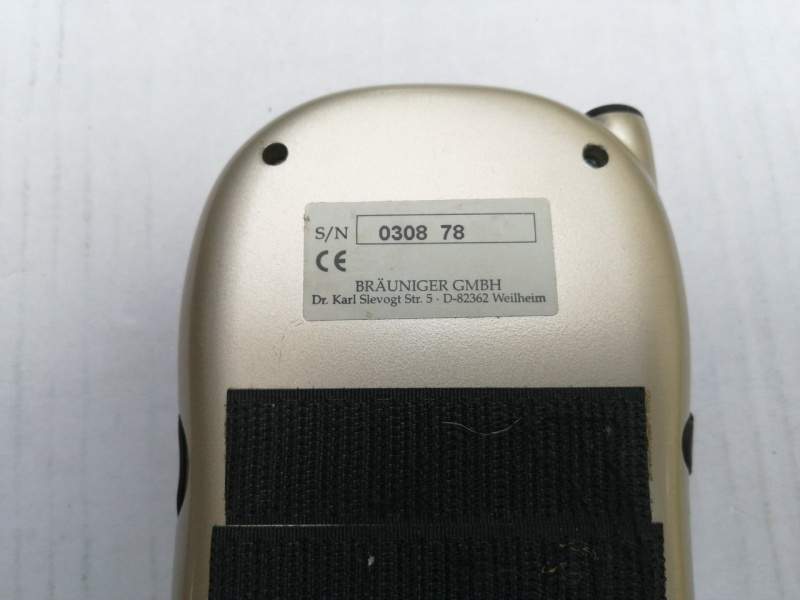 S/N 0308 78
CE
BRÄUNIGER GMBH
Dr. Karl Slevogt Str. 5 · D-82362 Weilheim